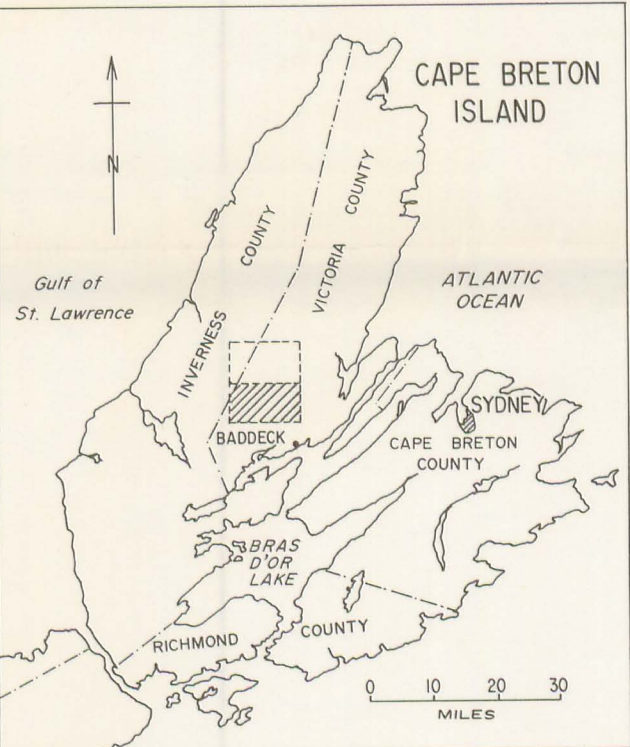 CAPE BRETON
ISLAND
N
COUNTY
VICTORIA COUNTY
Gulf of
St. Lawrence
ATLANTIC
OCEAN
INVERNESS
SYDNEY
BADDECK
CAPE BRETON
COUNTY
BRAS
D'OR
LAKE
RICHMOND COUNTY
0 10 20 30
MILES